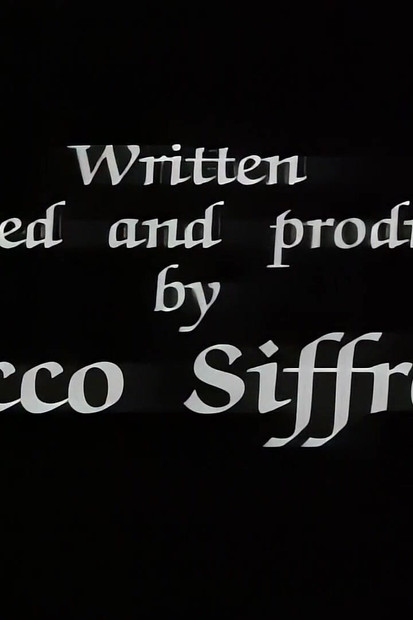 Written
ed and prod
by
cco Siffr